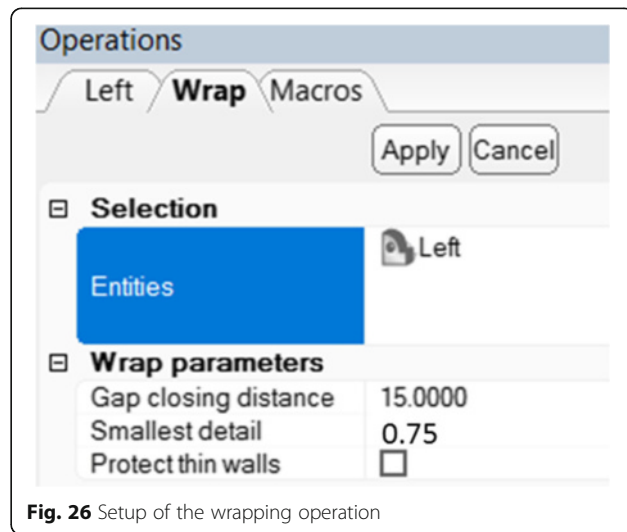 Operations
Left Wrap Macros
Apply Cancel
Selection
Entities Left
Wrap parameters
Gap closing distance 15.0000
Smallest detail 0.75
Protect thin walls
Fig. 26 Setup of the wrapping operation